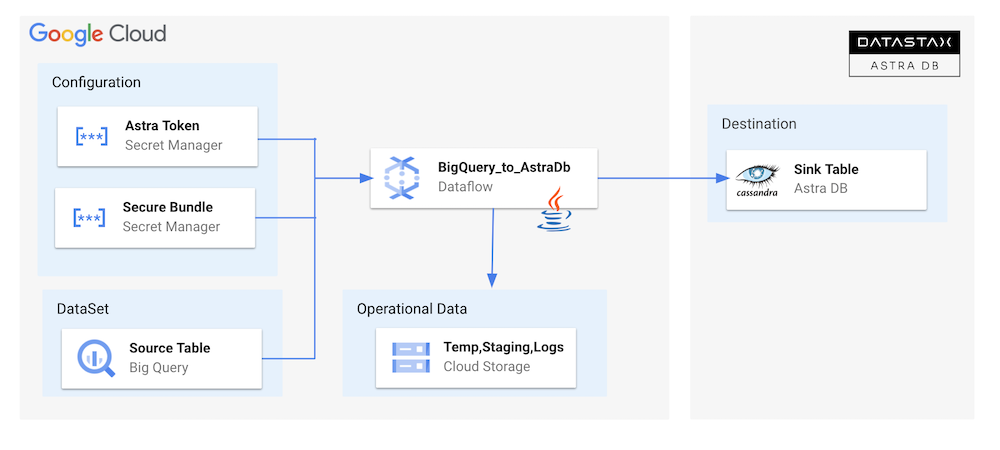 Google Cloud
DATASTAX
ASTRA DB
Configuration
[***]
Astra Token
Secret Manager
[***]
Secure Bundle
Secret Manager
DataSet
Source Table
Big Query
BigQuery_to_AstraDb
Dataflow
Operational Data
Temp,Staging,Logs
Cloud Storage
Destination
cassandra
Sink Table
Astra DB